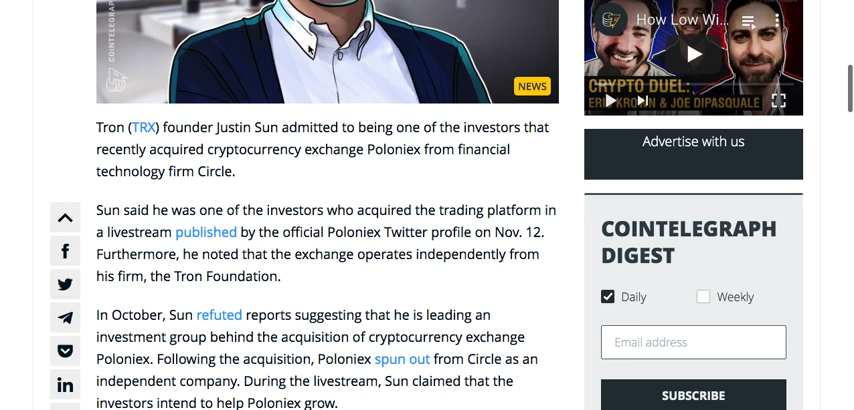 COINTELEGRAPH
NEWS
Tron (TRX) founder Justin Sun admitted to being one of the investors that
recently acquired cryptocurrency exchange Poloniex from financial
technology firm Circle.
Sun said he was one of the investors who acquired the trading platform in
a livestream published by the official Poloniex Twitter profile on Nov. 12.
Furthermore, he noted that the exchange operates independently from
his firm, the Tron Foundation.
In October, Sun refuted reports suggesting that he is leading an
investment group behind the acquisition of cryptocurrency exchange
Poloniex. Following the acquisition, Poloniex spun out from Circle as an
independent company. During the livestream, Sun claimed that the
investors intend to help Poloniex grow.
How Low Wi...
CRYPTO DUEL:
& JOE DIPASQUALE
Advertise with us
COINTELEGRAPH
DIGEST
Daily
Weekly
Email address
SUBSCRIBE